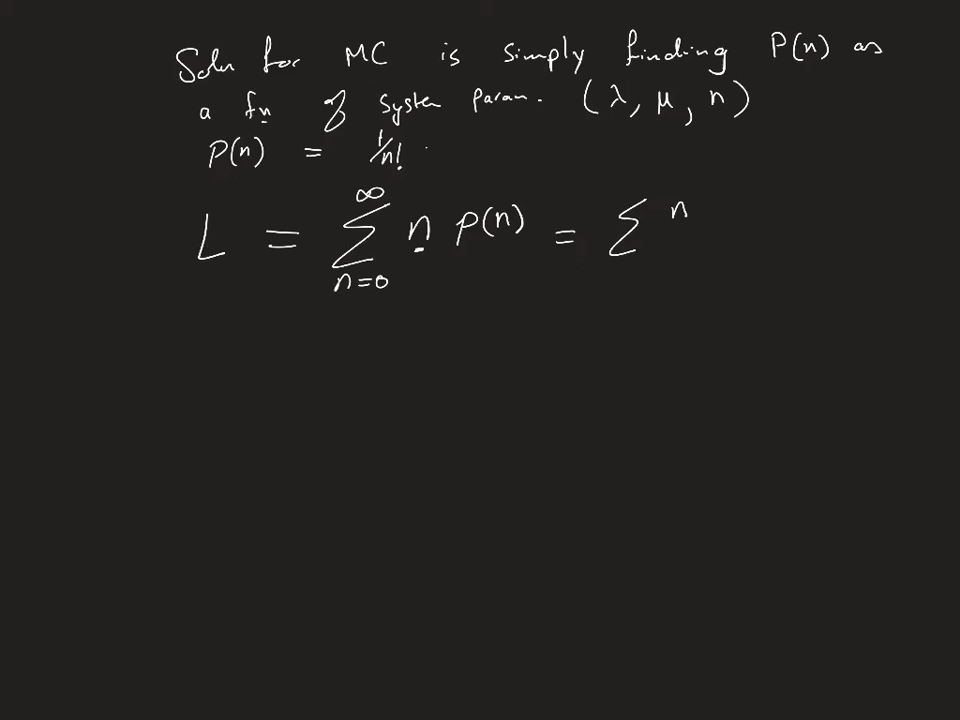 Soln for MC is simply finding P(n) as
a fn of system param. (λ, μ, n)
P(n) = 1/n! .
L = ∑_{n=0}^{∞} n P(n) = ∑ n